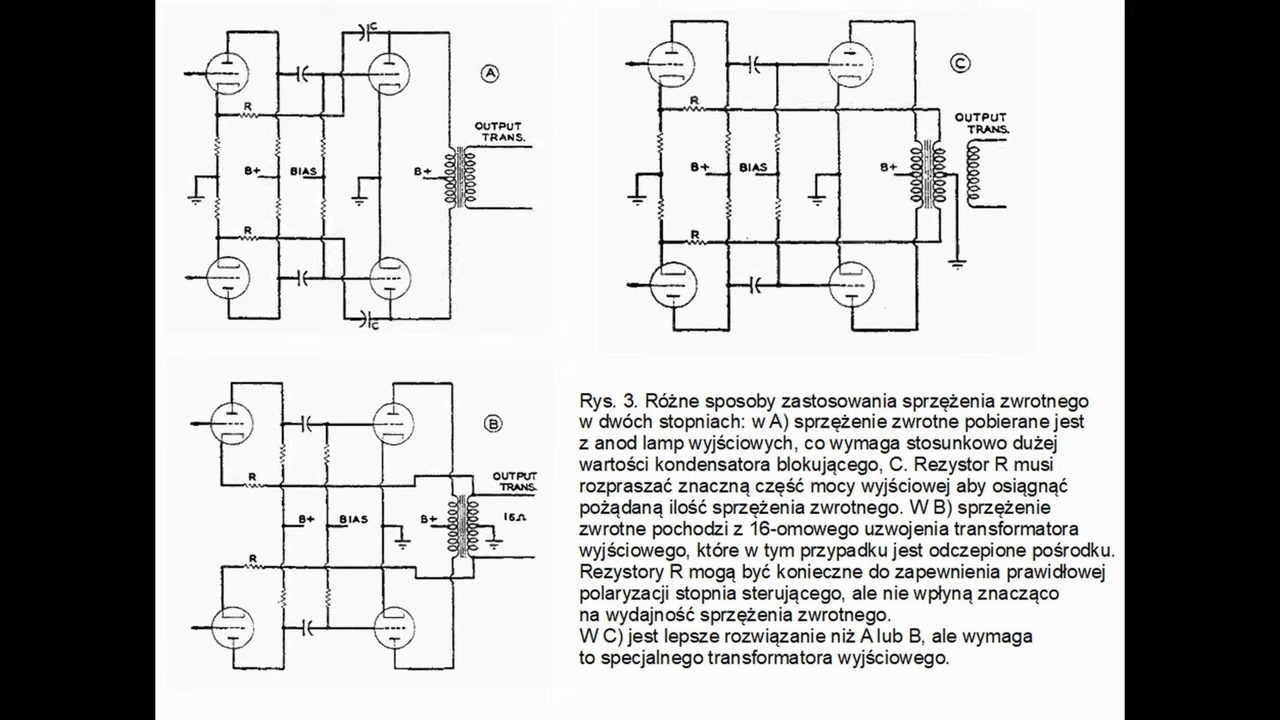 C
A
R
OUTPUT
TRANS.
B+
BIAS
B+
R
C
C
R
OUTPUT
TRANS.
B+
BIAS
B+
R
B
R
OUTPUT
TRANS.
B+
BIAS
B+
16Ω
R
Rys. 3. Różne sposoby zastosowania sprzężenia zwrotnego
w dwóch stopniach: w A) sprzężenie zwrotne pobierane jest
z anod lamp wyjściowych, co wymaga stosunkowo dużej
wartości kondensatora blokującego, C. Rezystor R musi
rozpraszać znaczną część mocy wyjściowej aby osiągnąć
pożądaną ilość sprzężenia zwrotnego. W B) sprzężenie
zwrotne pochodzi z 16-omowego uzwojenia transformatora
wyjściowego, które w tym przypadku jest odczepione pośrodku.
Rezystory R mogą być konieczne do zapewnienia prawidłowej
polaryzacji stopnia sterującego, ale nie wpłyną znacząco
na wydajność sprzężenia zwrotnego.
W C) jest lepsze rozwiązanie niż A lub B, ale wymaga
to specjalnego transformatora wyjściowego.